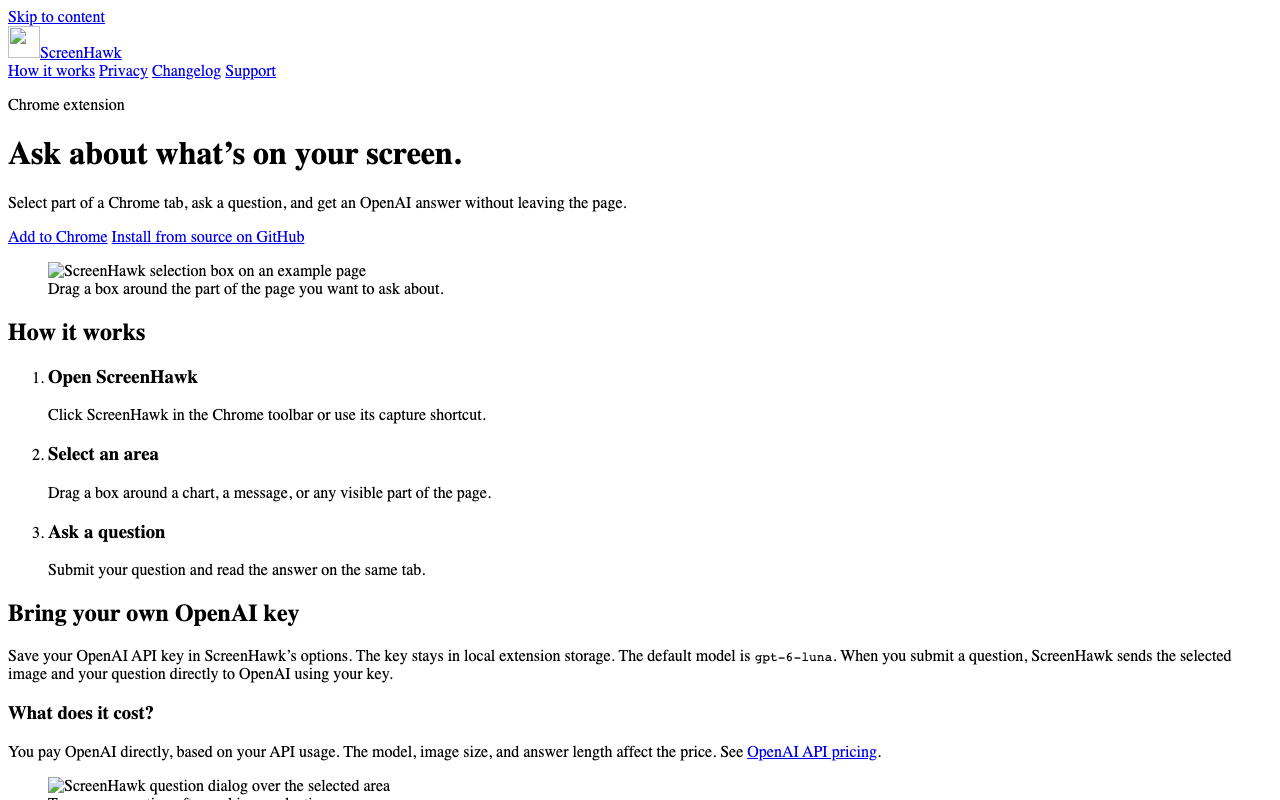 Skip to content
ScreenHawk
How it works Privacy Changelog Support
Chrome extension
Ask about what’s on your screen.
Select part of a Chrome tab, ask a question, and get an OpenAI answer without leaving the page.
Add to Chrome Install from source on GitHub
ScreenHawk selection box on an example page
Drag a box around the part of the page you want to ask about.
How it works
1. Open ScreenHawk
Click ScreenHawk in the Chrome toolbar or use its capture shortcut.
2. Select an area
Drag a box around a chart, a message, or any visible part of the page.
3. Ask a question
Submit your question and read the answer on the same tab.
Bring your own OpenAI key
Save your OpenAI API key in ScreenHawk’s options. The key stays in local extension storage. The default model is gpt-6-luna. When you submit a question, ScreenHawk sends the selected
image and your question directly to OpenAI using your key.
What does it cost?
You pay OpenAI directly, based on your API usage. The model, image size, and answer length affect the price. See OpenAI API pricing.
ScreenHawk question dialog over the selected area